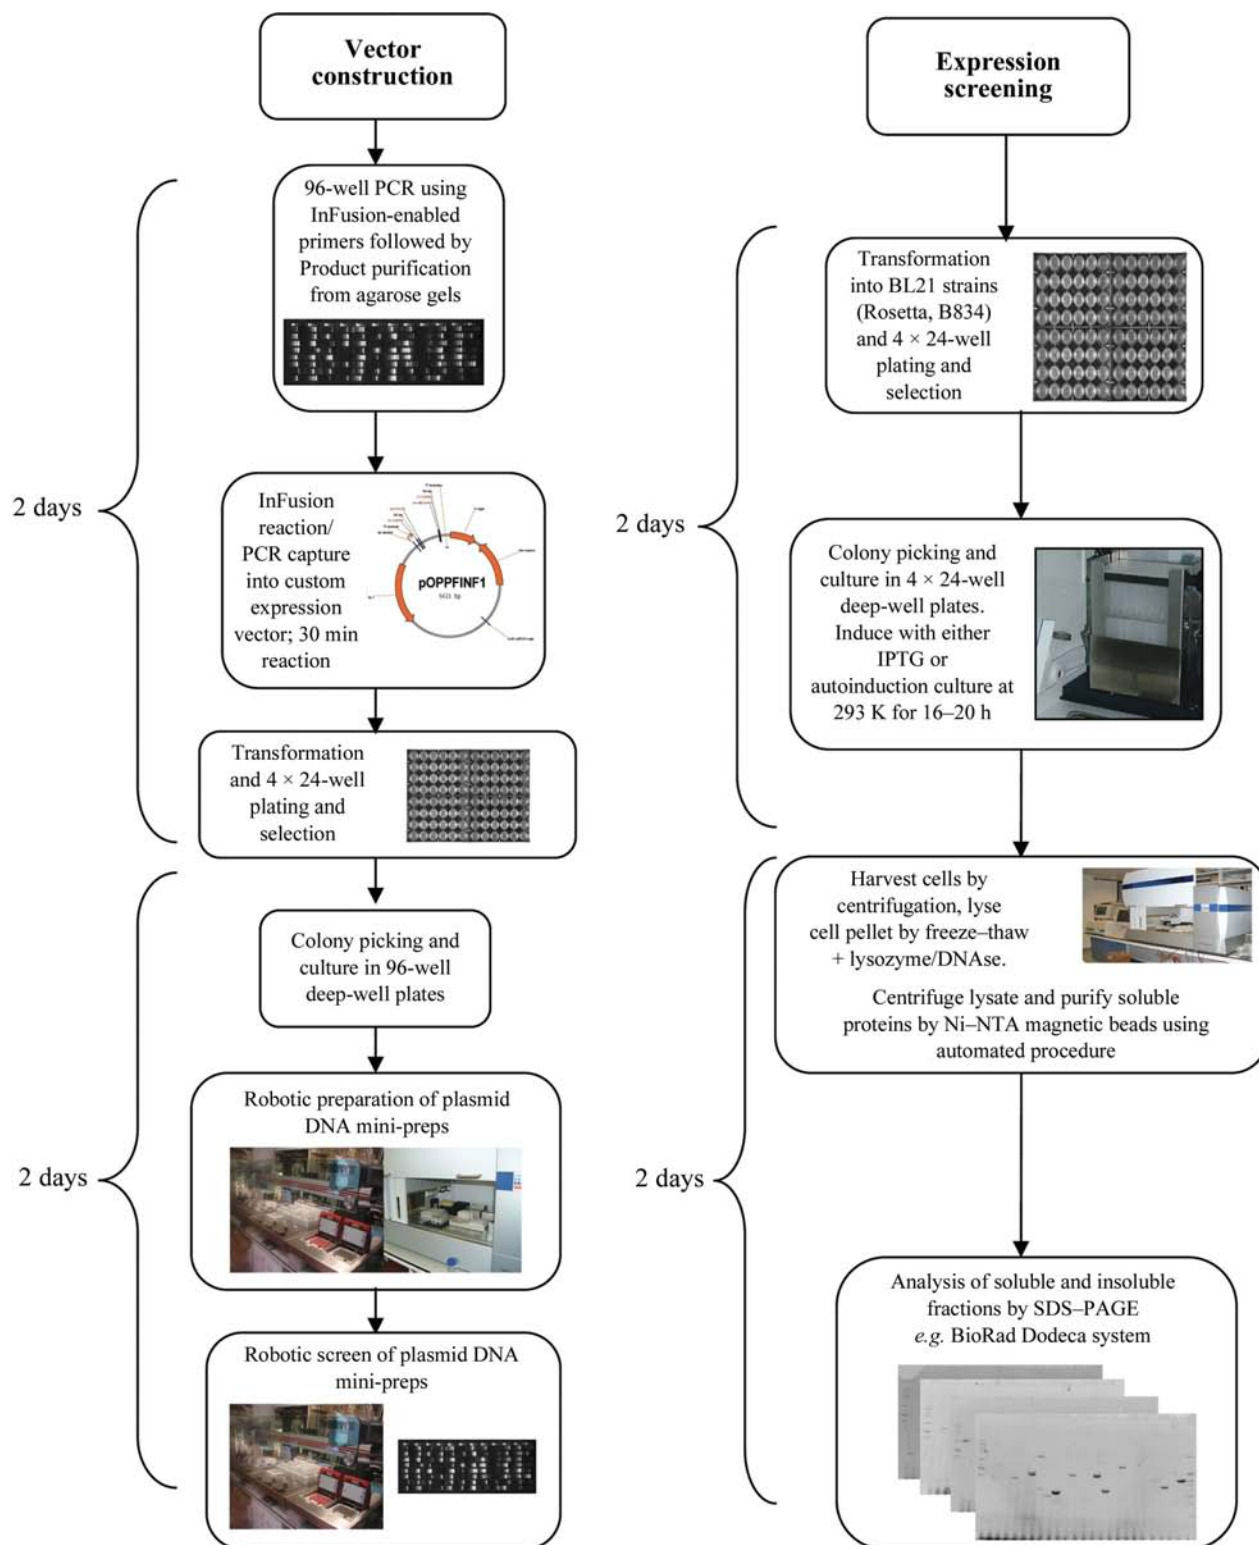 Vector
construction
96-well PCR using
InFusion-enabled
primers followed by
Product purification
from agarose gels
2 days
InFusion
reaction/
PCR capture
into custom
expression
vector; 30 min
reaction
pOPPFINF1
Transformation
and 4 × 24-well
plating and
selection
Colony picking and
culture in 96-well
deep-well plates
2 days
Robotic preparation of plasmid
DNA mini-preps
Robotic screen of plasmid DNA
mini-preps
Expression
screening
Transformation
into BL21 strains
(Rosetta, B834)
and 4 × 24-well
plating and
selection
2 days
Colony picking and
culture in 4 × 24-well
deep-well plates.
Induce with either
IPTG or
autoinduction culture at
293 K for 16–20 h
Harvest cells by
centrifugation, lyse
cell pellet by freeze–thaw
+ lysozyme/DNAse.
Centrifuge lysate and purify soluble
proteins by Ni–NTA magnetic beads using
automated procedure
2 days
Analysis of soluble and insoluble
fractions by SDS–PAGE
e.g. BioRad Dodeca system